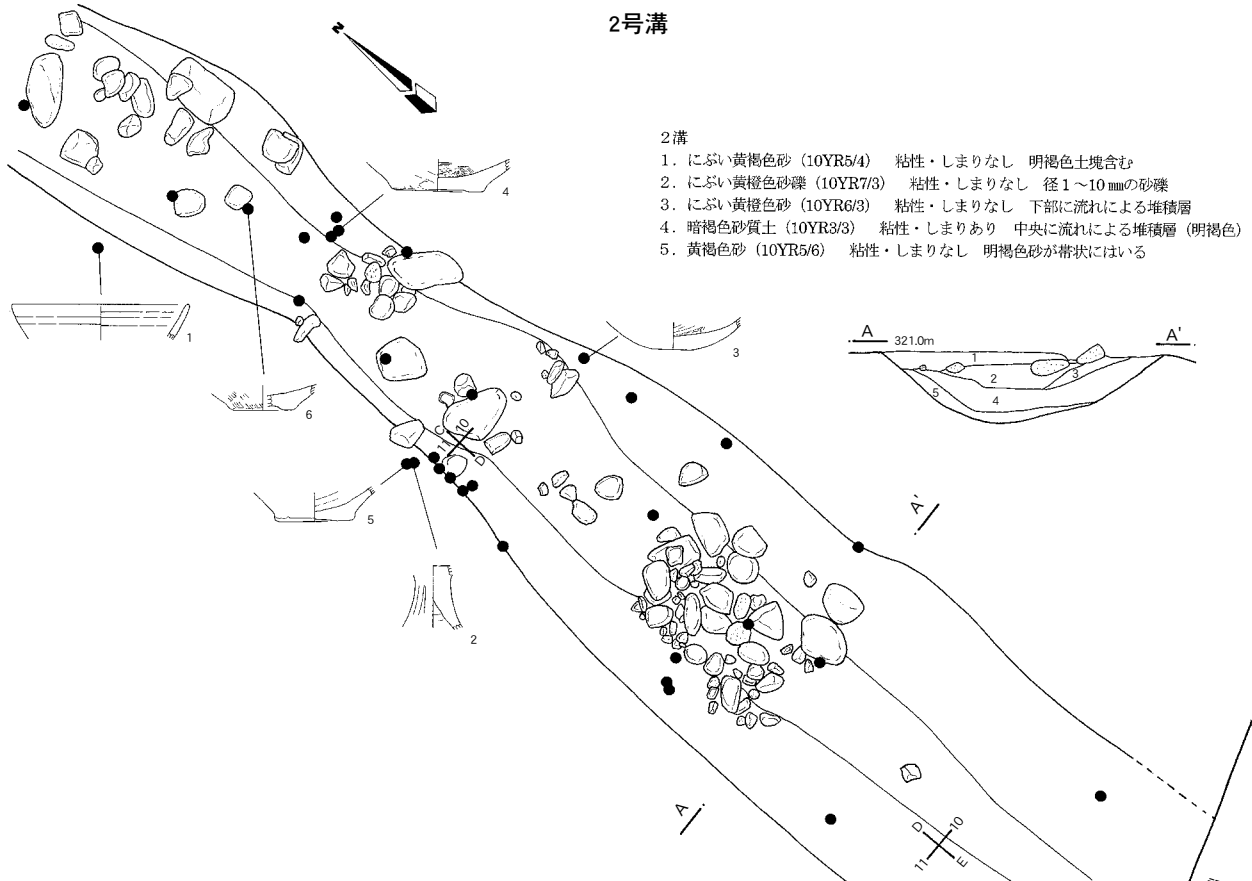 2号溝
N
2溝
1．にぶい黄褐色砂（10YR5/4）　粘性・しまりなし　明褐色土塊含む
2．にぶい黄橙色砂礫（10YR7/3）　粘性・しまりなし　径1～10㎜の砂礫
3．にぶい黄橙色砂（10YR6/3）　粘性・しまりなし　下部に流れによる堆積層
4．暗褐色砂質土（10YR3/3）　粘性・しまりあり　中央に流れによる堆積層（明褐色）
5．黄褐色砂（10YR5/6）　粘性・しまりなし　明褐色砂が帯状にはいる
4
1
3
6
A 321.0m A'
1
2
3
4
5
C 10
11 D
5
2
A'
A
D 10
11 E